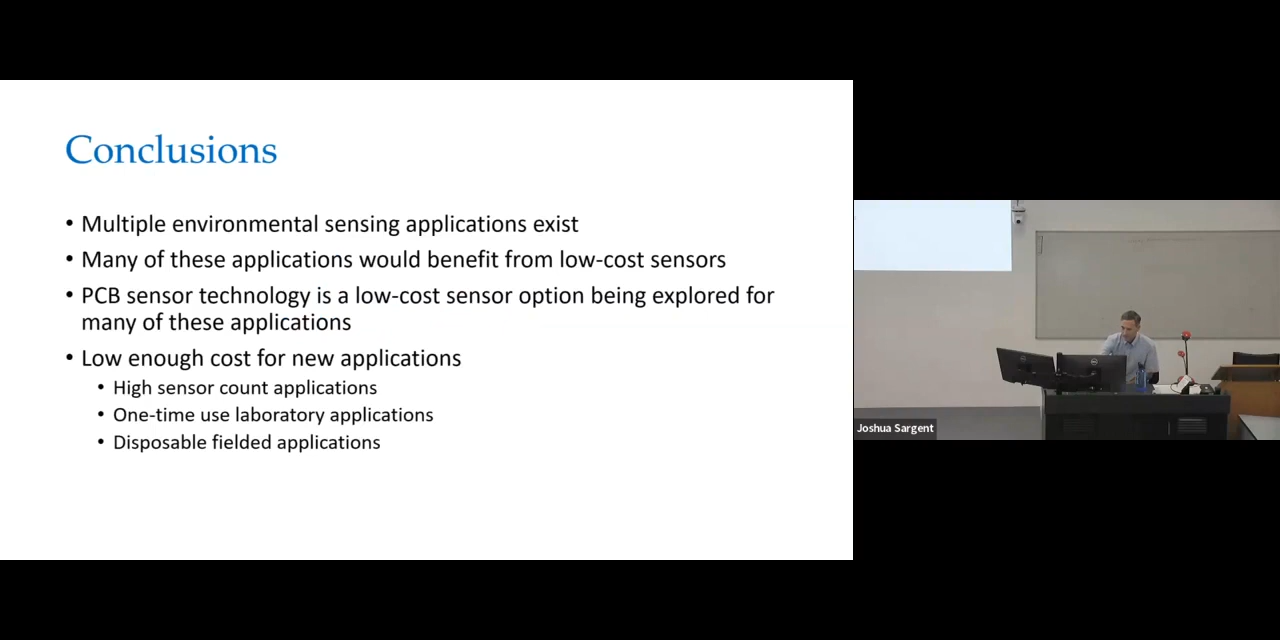 Conclusions
• Multiple environmental sensing applications exist
• Many of these applications would benefit from low-cost sensors
• PCB sensor technology is a low-cost sensor option being explored for
many of these applications
• Low enough cost for new applications
• High sensor count applications
• One-time use laboratory applications
• Disposable fielded applications
Joshua Sargent